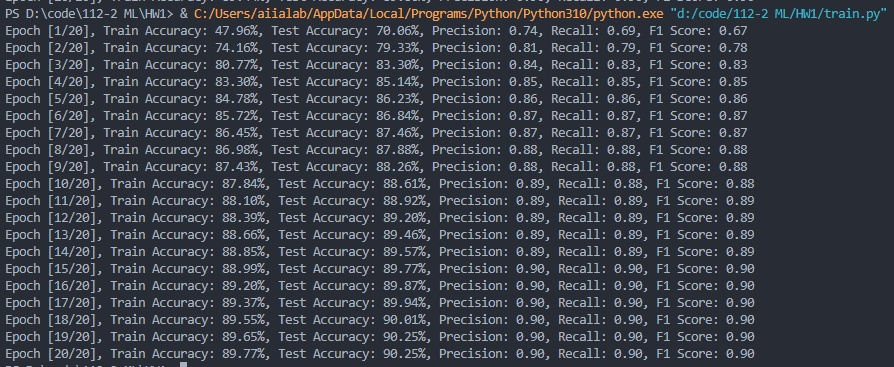 PS D:\code\112-2 ML\HW1> & C:/Users/aiialab/AppData/Local/Programs/Python/Python310/python.exe "d:/code/112-2 ML/HW1/train.py"
Epoch [1/20], Train Accuracy: 47.96%, Test Accuracy: 70.06%, Precision: 0.74, Recall: 0.69, F1 Score: 0.67
Epoch [2/20], Train Accuracy: 74.16%, Test Accuracy: 79.33%, Precision: 0.81, Recall: 0.79, F1 Score: 0.78
Epoch [3/20], Train Accuracy: 80.77%, Test Accuracy: 83.30%, Precision: 0.84, Recall: 0.83, F1 Score: 0.83
Epoch [4/20], Train Accuracy: 83.30%, Test Accuracy: 85.14%, Precision: 0.85, Recall: 0.85, F1 Score: 0.85
Epoch [5/20], Train Accuracy: 84.78%, Test Accuracy: 86.23%, Precision: 0.86, Recall: 0.86, F1 Score: 0.86
Epoch [6/20], Train Accuracy: 85.72%, Test Accuracy: 86.84%, Precision: 0.87, Recall: 0.87, F1 Score: 0.87
Epoch [7/20], Train Accuracy: 86.45%, Test Accuracy: 87.46%, Precision: 0.87, Recall: 0.87, F1 Score: 0.87
Epoch [8/20], Train Accuracy: 86.98%, Test Accuracy: 87.88%, Precision: 0.88, Recall: 0.88, F1 Score: 0.88
Epoch [9/20], Train Accuracy: 87.43%, Test Accuracy: 88.26%, Precision: 0.88, Recall: 0.88, F1 Score: 0.88
Epoch [10/20], Train Accuracy: 87.84%, Test Accuracy: 88.61%, Precision: 0.89, Recall: 0.88, F1 Score: 0.88
Epoch [11/20], Train Accuracy: 88.10%, Test Accuracy: 88.92%, Precision: 0.89, Recall: 0.89, F1 Score: 0.89
Epoch [12/20], Train Accuracy: 88.39%, Test Accuracy: 89.20%, Precision: 0.89, Recall: 0.89, F1 Score: 0.89
Epoch [13/20], Train Accuracy: 88.66%, Test Accuracy: 89.46%, Precision: 0.89, Recall: 0.89, F1 Score: 0.89
Epoch [14/20], Train Accuracy: 88.85%, Test Accuracy: 89.57%, Precision: 0.89, Recall: 0.89, F1 Score: 0.89
Epoch [15/20], Train Accuracy: 88.99%, Test Accuracy: 89.77%, Precision: 0.90, Recall: 0.90, F1 Score: 0.90
Epoch [16/20], Train Accuracy: 89.20%, Test Accuracy: 89.87%, Precision: 0.90, Recall: 0.90, F1 Score: 0.90
Epoch [17/20], Train Accuracy: 89.37%, Test Accuracy: 89.94%, Precision: 0.90, Recall: 0.90, F1 Score: 0.90
Epoch [18/20], Train Accuracy: 89.55%, Test Accuracy: 90.01%, Precision: 0.90, Recall: 0.90, F1 Score: 0.90
Epoch [19/20], Train Accuracy: 89.65%, Test Accuracy: 90.25%, Precision: 0.90, Recall: 0.90, F1 Score: 0.90
Epoch [20/20], Train Accuracy: 89.77%, Test Accuracy: 90.25%, Precision: 0.90, Recall: 0.90, F1 Score: 0.90